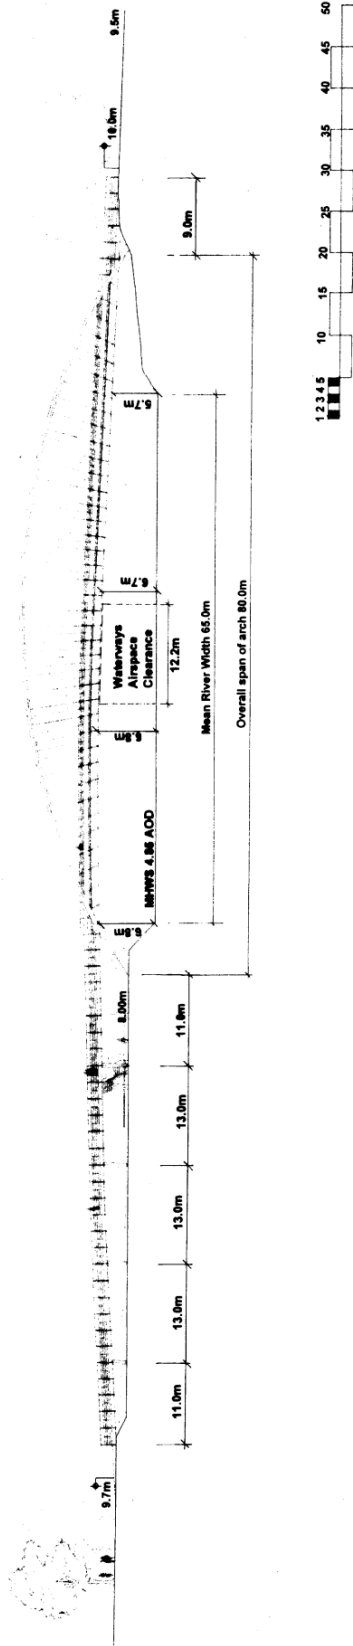 9.7m
10.0m
9.5m
8.00m
6.8m
6.8m
6.7m
5.7m
Waterways
Airspace
Clearance
12.2m
MHWS 4.86 AOD
Mean River Width 65.0m
Overall span of arch 80.0m
11.0m
13.0m
13.0m
13.0m
11.0m
9.0m
1 2 3 4 5
10
15
20
25
30
35
40
45
50